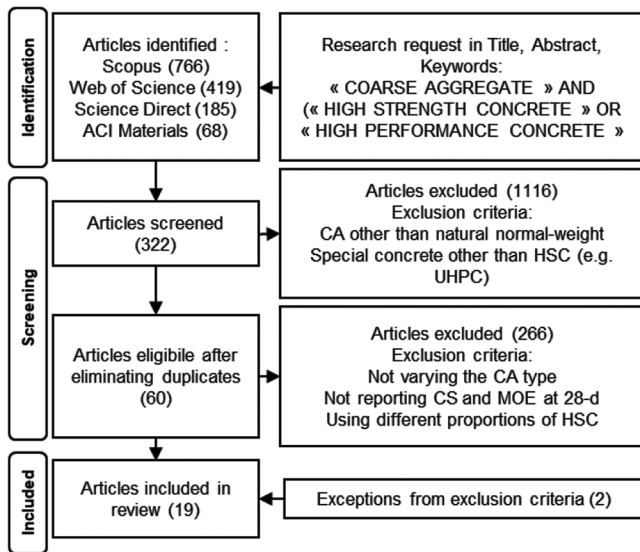 Identification
Articles identified :
Scopus (766)
Web of Science (419)
Science Direct (185)
ACI Materials (68)
Research request in Title, Abstract,
Keywords:
« COARSE AGGREGATE » AND
(« HIGH STRENGTH CONCRETE » OR
« HIGH PERFORMANCE CONCRETE »
Screening
Articles screened
(322)
Articles excluded (1116)
Exclusion criteria:
CA other than natural normal-weight
Special concrete other than HSC (e.g.
UHPC)
Articles eligibile after
eliminating duplicates
(60)
Articles excluded (266)
Exclusion criteria:
Not varying the CA type
Not reporting CS and MOE at 28-d
Using different proportions of HSC
Included
Articles included in
review (19)
Exceptions from exclusion criteria (2)